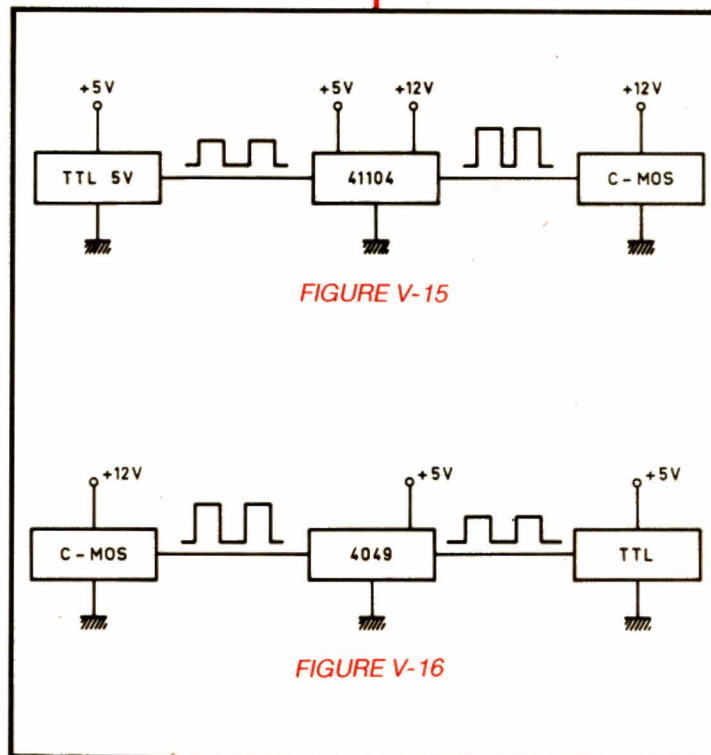 +5V +5V +12V +12V
TTL 5V 41104 C-MOS
FIGURE V-15
+12V +5V +5V
C-MOS 4049 TTL
FIGURE V-16